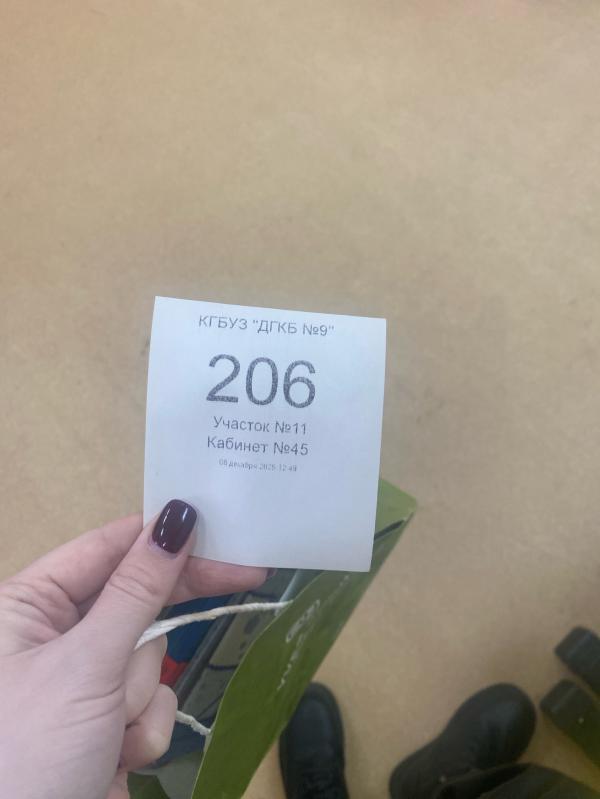 КГБУЗ "ДГКБ №9"
206
Участок №11
Кабинет №45
08 декабря 2025 12:49